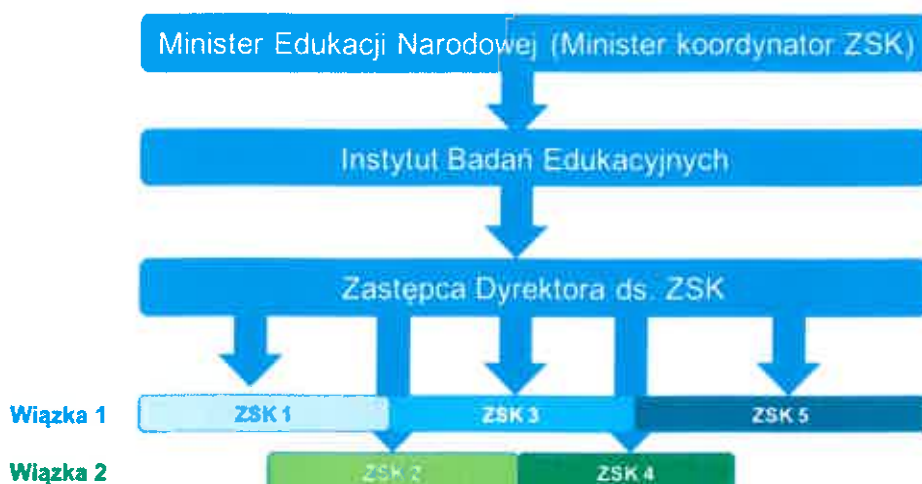 Minister Edukacji Narodowej (Minister koordynator ZSK)
Instytut Badań Edukacyjnych
Zastępca Dyrektora ds. ZSK
Wiązka 1 ZSK 1 ZSK 3 ZSK 5
Wiązka 2 ZSK 2 ZSK 4